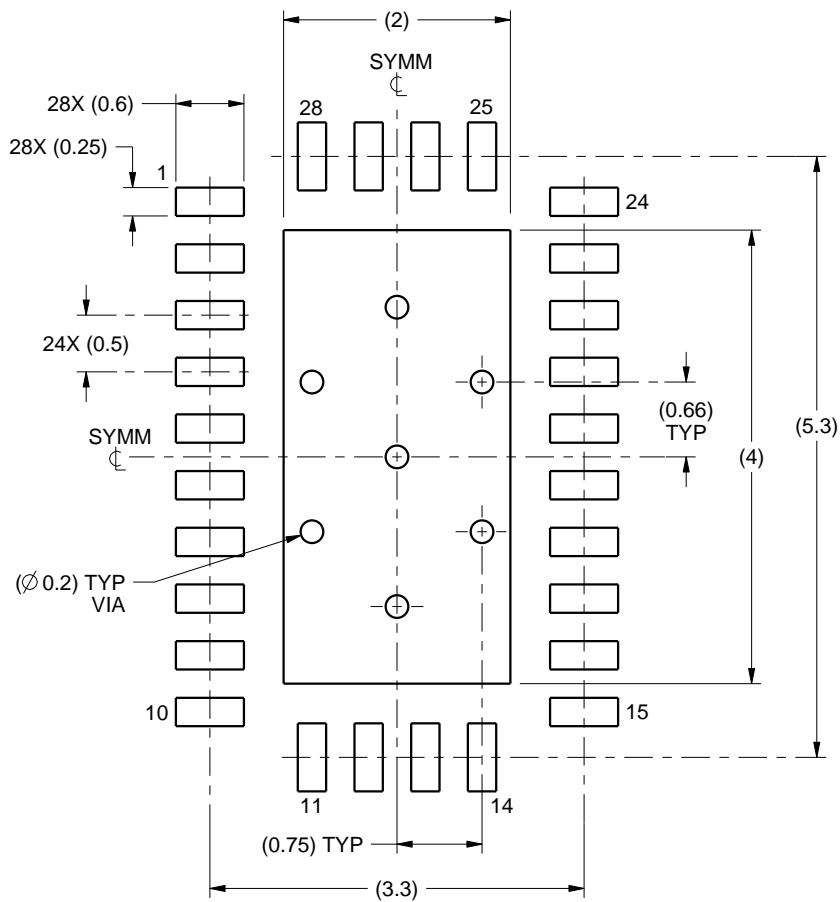 (2)
SYMM
℄
28X (0.6)
28
25
28X (0.25)
1
24
24X (0.5)
(0.66)
TYP
(5.3)
SYMM
℄
(4)
(∅ 0.2) TYP
VIA
10
15
11
14
(0.75) TYP
(3.3)